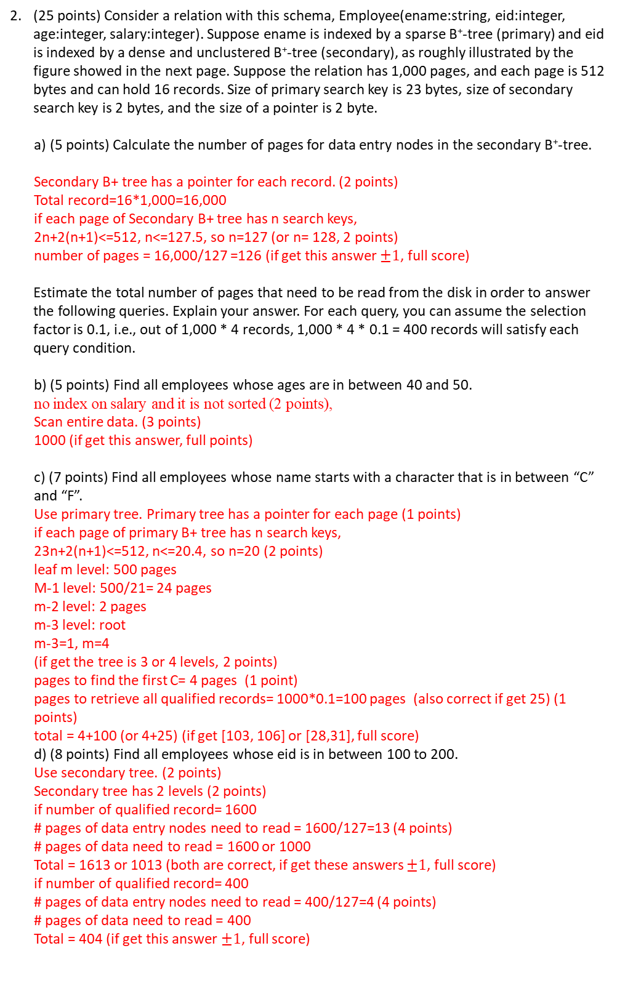 2. (25 points) Consider a relation with this schema, Employee(ename:string, eid:integer,
age:integer, salary:integer). Suppose ename is indexed by a sparse B⁺-tree (primary) and eid
is indexed by a dense and unclustered B⁺-tree (secondary), as roughly illustrated by the
figure showed in the next page. Suppose the relation has 1,000 pages, and each page is 512
bytes and can hold 16 records. Size of primary search key is 23 bytes, size of secondary
search key is 2 bytes, and the size of a pointer is 2 byte.
a) (5 points) Calculate the number of pages for data entry nodes in the secondary B⁺-tree.
Secondary B+ tree has a pointer for each record. (2 points)
Total record=16*1,000=16,000
if each page of Secondary B+ tree has n search keys,
2n+2(n+1)<=512, n<=127.5, so n=127 (or n= 128, 2 points)
number of pages = 16,000/127 =126 (if get this answer ±1, full score)
Estimate the total number of pages that need to be read from the disk in order to answer
the following queries. Explain your answer. For each query, you can assume the selection
factor is 0.1, i.e., out of 1,000 * 4 records, 1,000 * 4 * 0.1 = 400 records will satisfy each
query condition.
b) (5 points) Find all employees whose ages are in between 40 and 50.
no index on salary and it is not sorted (2 points),
Scan entire data. (3 points)
1000 (if get this answer, full points)
c) (7 points) Find all employees whose name starts with a character that is in between “C”
and “F”.
Use primary tree. Primary tree has a pointer for each page (1 points)
if each page of primary B+ tree has n search keys,
23n+2(n+1)<=512, n<=20.4, so n=20 (2 points)
leaf m level: 500 pages
M-1 level: 500/21= 24 pages
m-2 level: 2 pages
m-3 level: root
m-3=1, m=4
(if get the tree is 3 or 4 levels, 2 points)
pages to find the first C= 4 pages (1 point)
pages to retrieve all qualified records= 1000*0.1=100 pages (also correct if get 25) (1
points)
total = 4+100 (or 4+25) (if get [103, 106] or [28,31], full score)
d) (8 points) Find all employees whose eid is in between 100 to 200.
Use secondary tree. (2 points)
Secondary tree has 2 levels (2 points)
if number of qualified record= 1600
# pages of data entry nodes need to read = 1600/127=13 (4 points)
# pages of data need to read = 1600 or 1000
Total = 1613 or 1013 (both are correct, if get these answers ±1, full score)
if number of qualified record= 400
# pages of data entry nodes need to read = 400/127=4 (4 points)
# pages of data need to read = 400
Total = 404 (if get this answer ±1, full score)